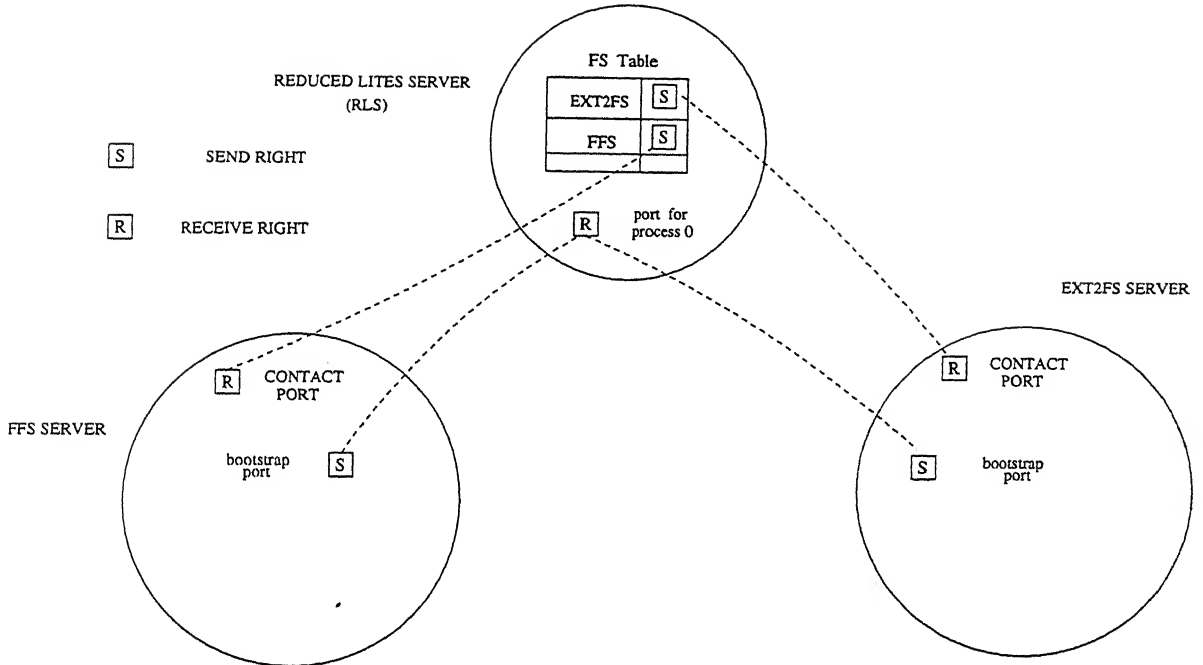 FS Table
REDUCED LITES SERVER
(RLS)
EXT2FS
S
FFS
S
S
SEND RIGHT
R
RECEIVE RIGHT
R
port for
process 0
EXT2FS SERVER
R
CONTACT
PORT
R
CONTACT
PORT
FFS SERVER
bootstrap
port
S
S
bootstrap
port